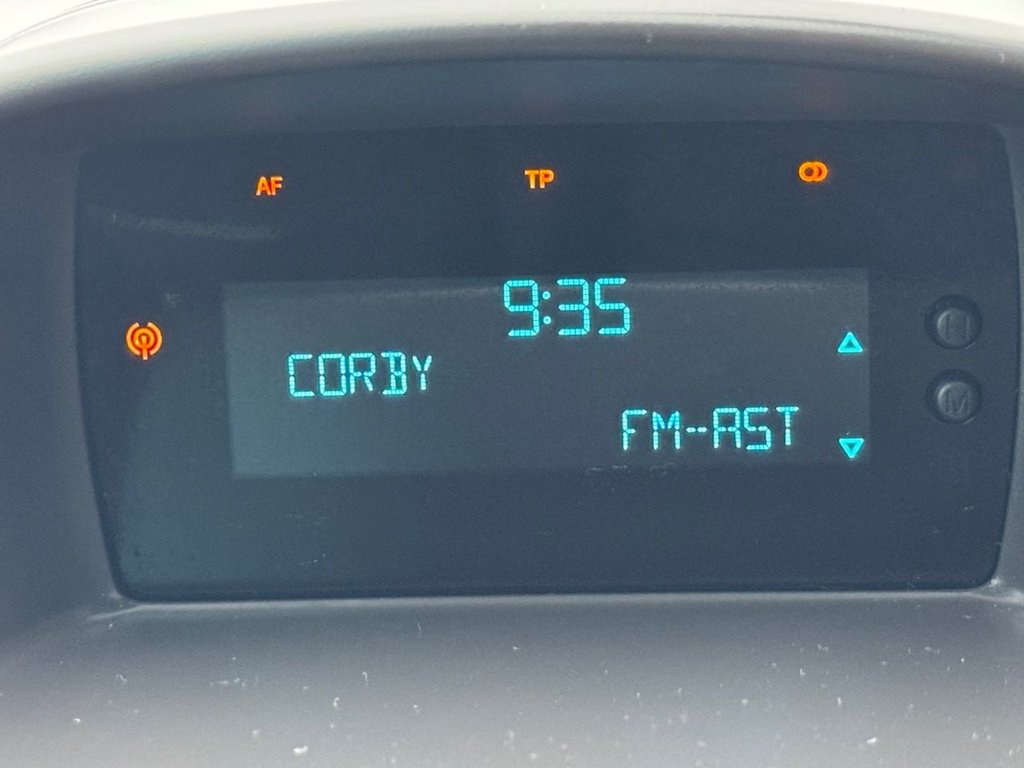 AF TP
9:35
CORBY
FM-AST
H
M